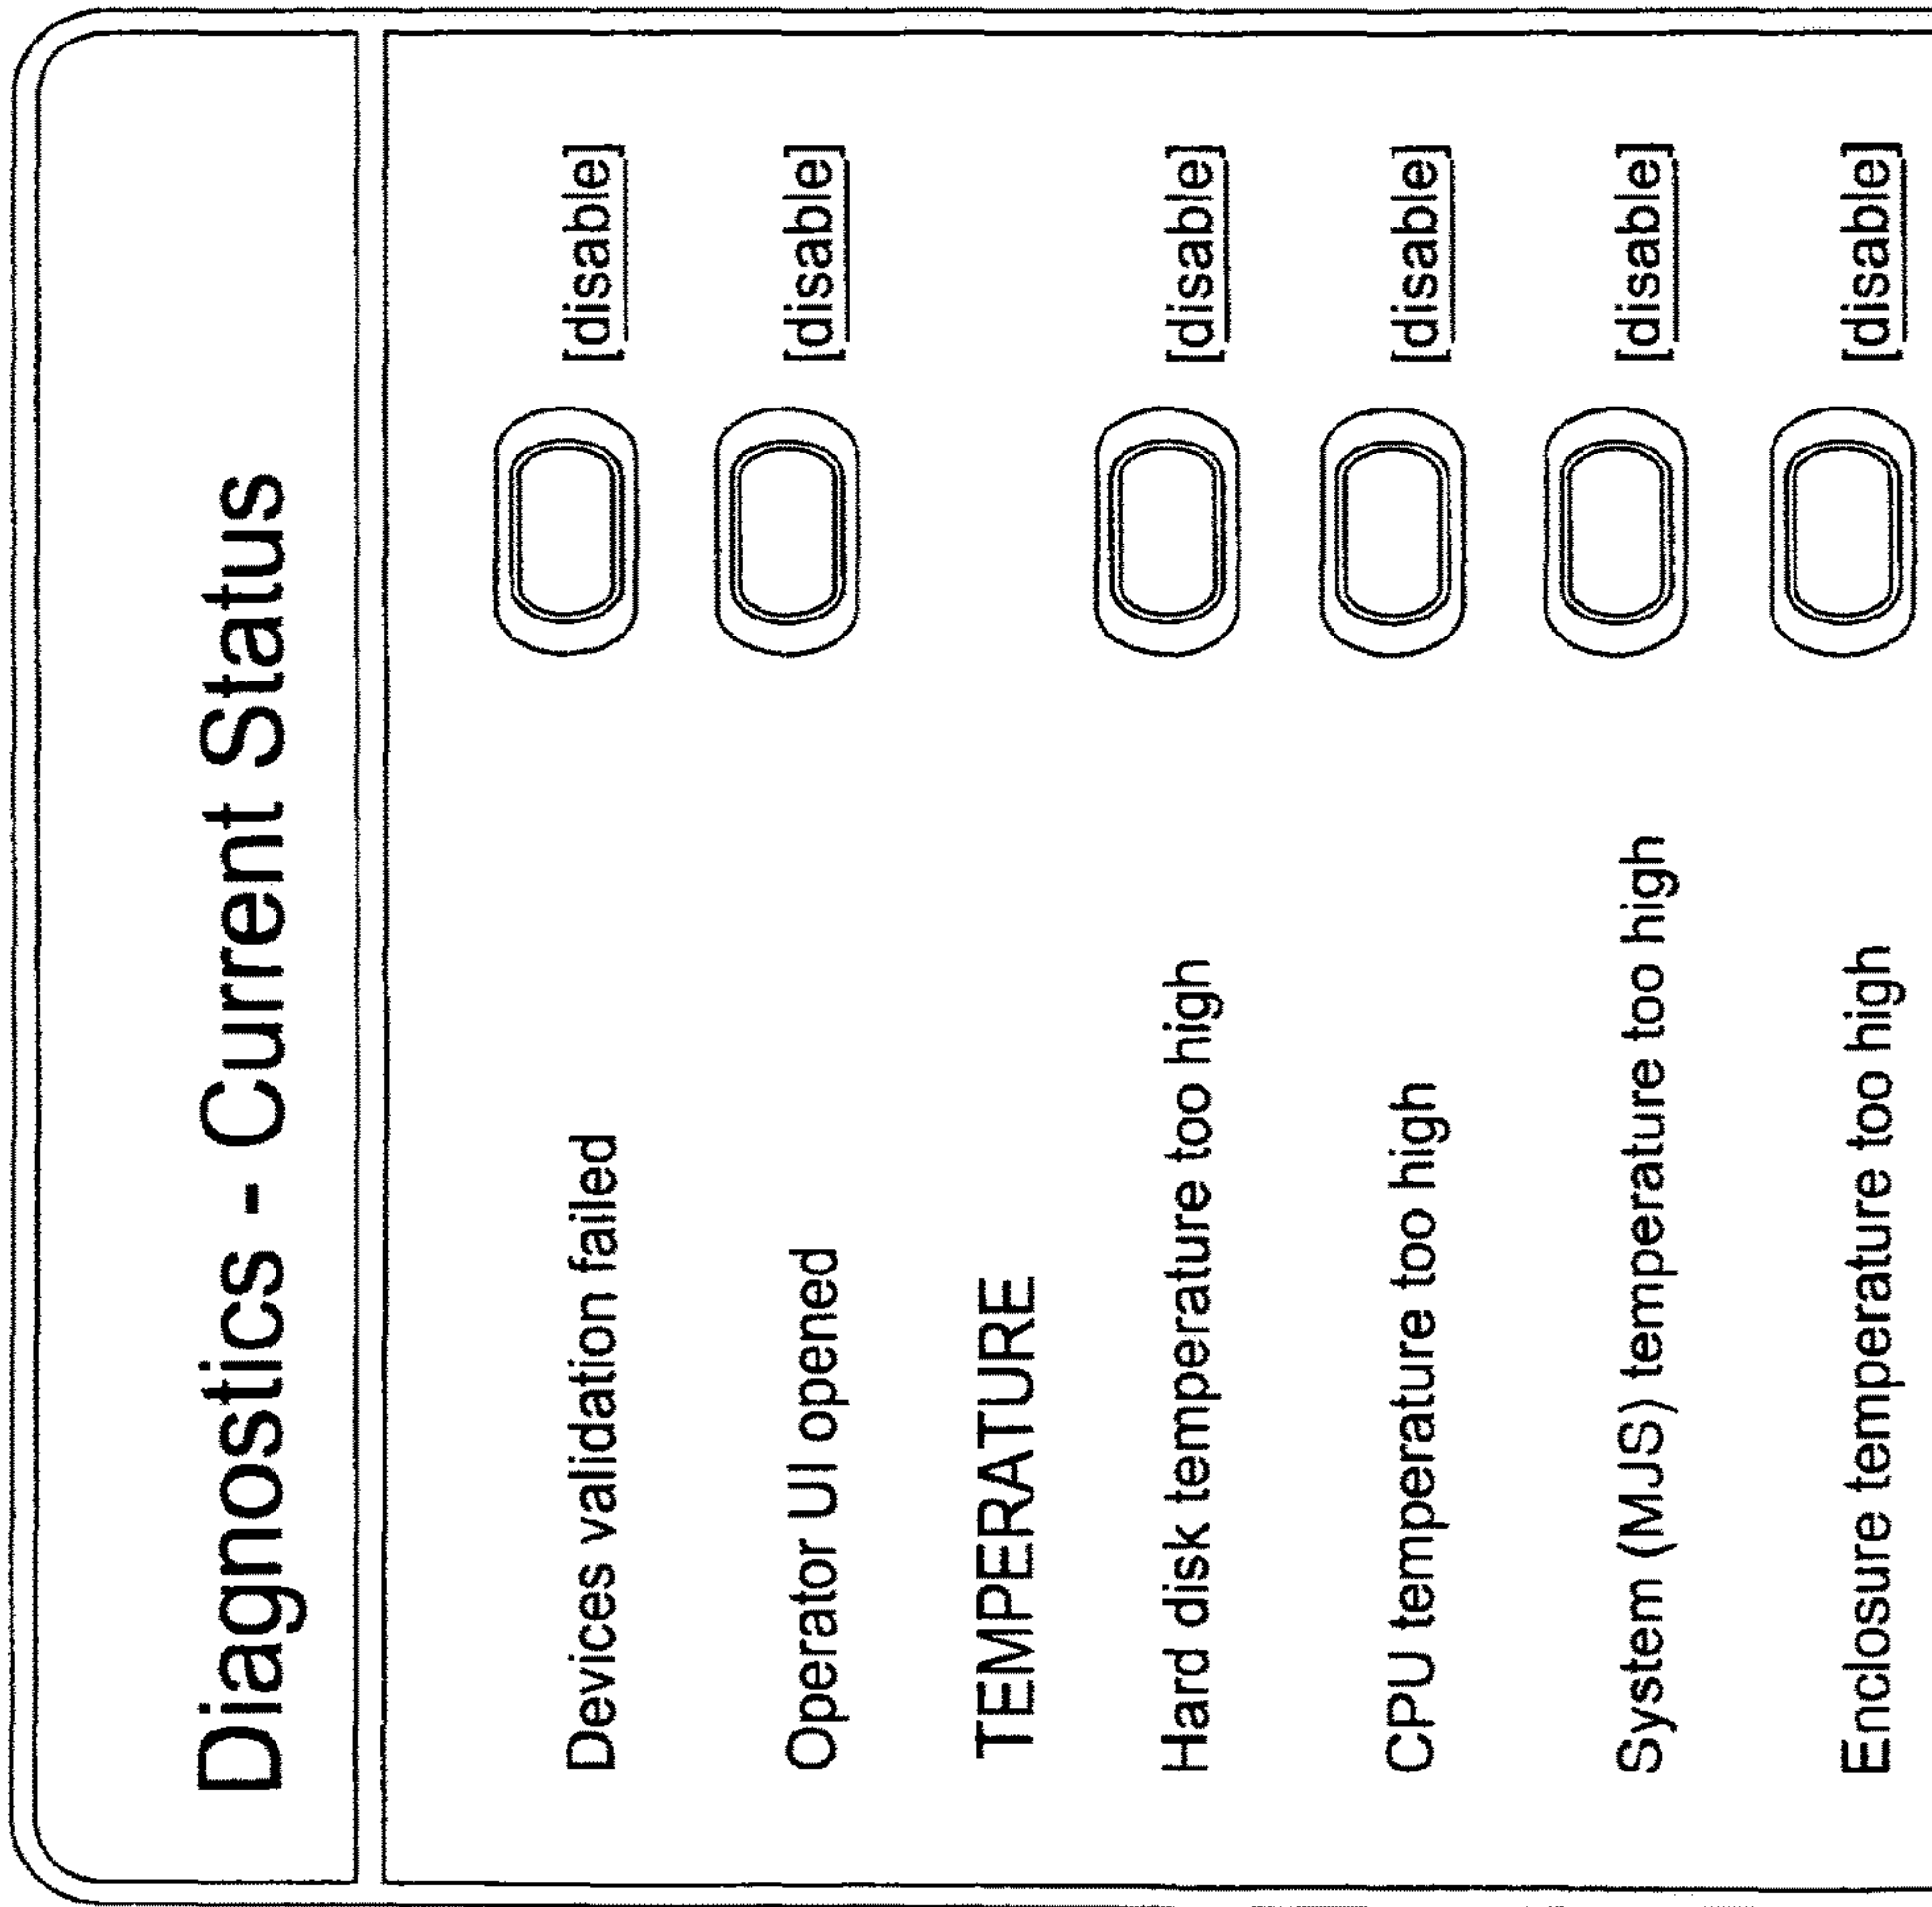 Diagnostics - Current Status
Devices validation failed [disable]
Operator UI opened [disable]
TEMPERATURE
Hard disk temperature too high [disable]
CPU temperature too high [disable]
System (MJS) temperature too high [disable]
Enclosure temperature too high [disable]